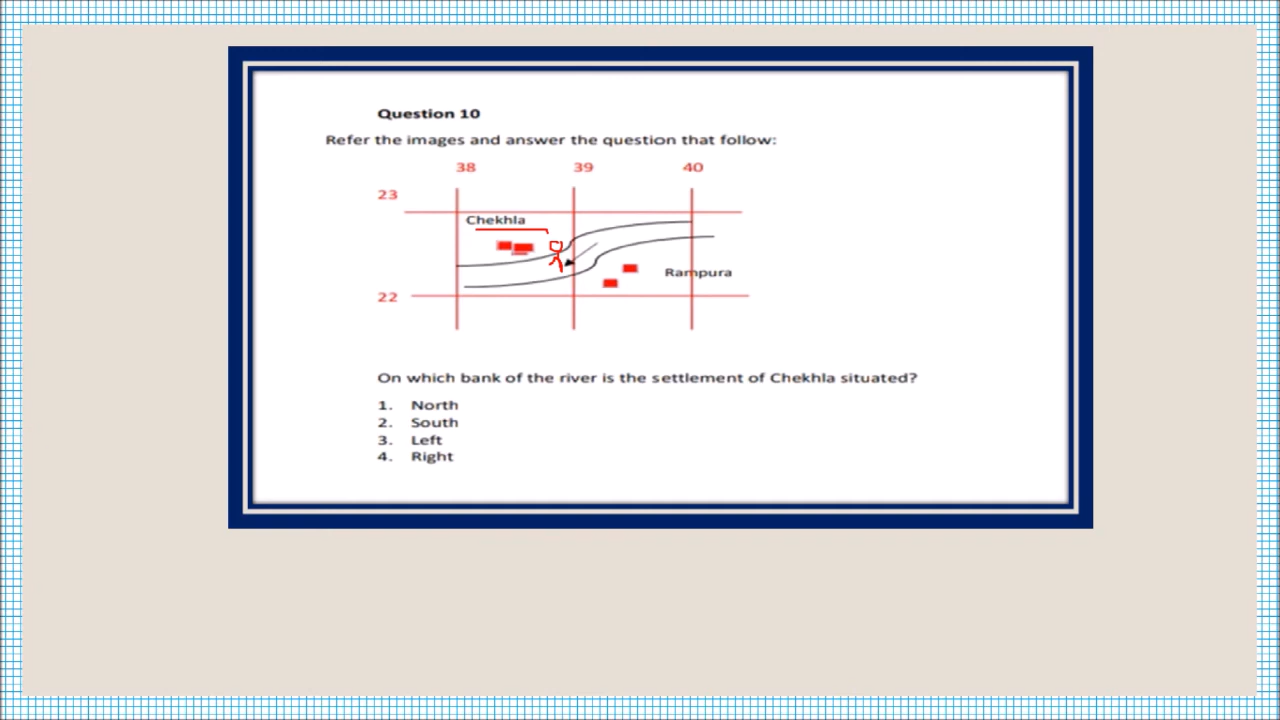 Question 10
Refer the images and answer the question that follow:
38 39 40
23
Chekhla
Rampura
22
On which bank of the river is the settlement of Chekhla situated?
1. North
2. South
3. Left
4. Right